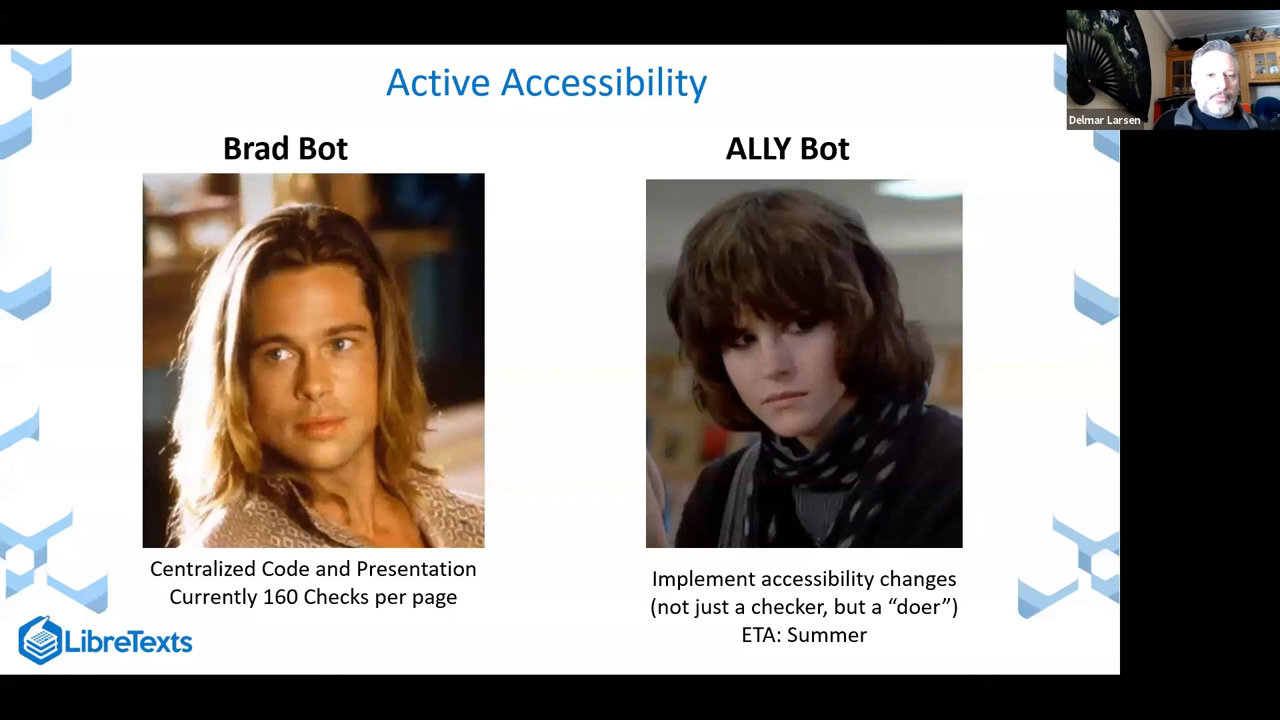 Active Accessibility
Delmar Larsen
Brad Bot
ALLY Bot
Centralized Code and Presentation
Currently 160 Checks per page
Implement accessibility changes
(not just a checker, but a “doer”)
ETA: Summer
LibreTexts